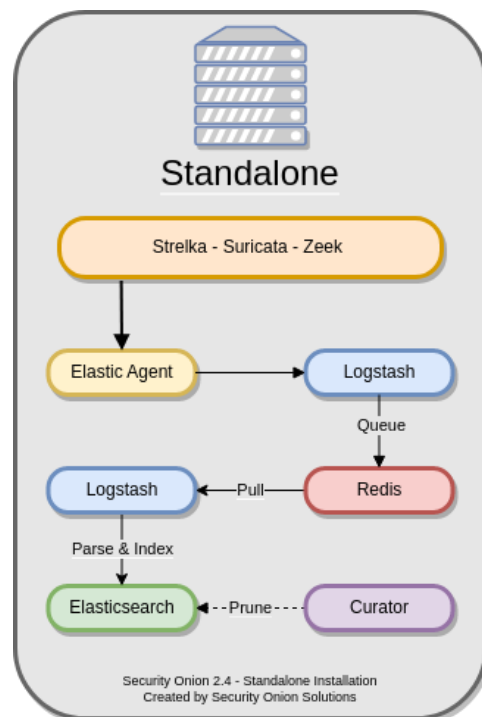 Standalone
Strelka - Suricata - Zeek
Elastic Agent
Logstash
Queue
Logstash
Pull
Redis
Parse & Index
Elasticsearch
Prune
Curator
Security Onion 2.4 - Standalone Installation
Created by Security Onion Solutions